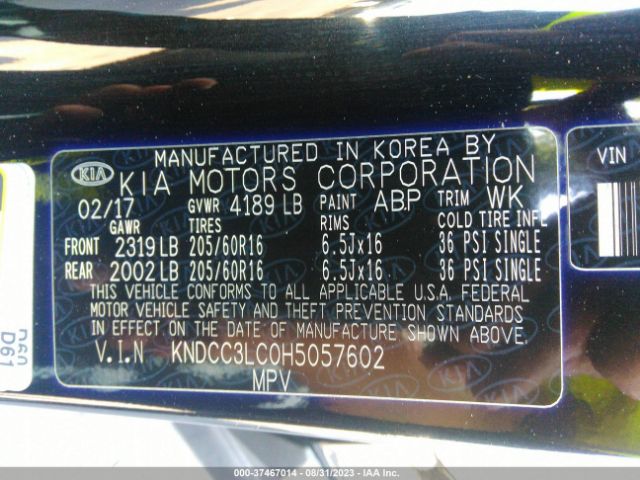 MANUFACTURED IN KOREA BY
KIA KIA MOTORS CORPORATION
02/17 GVWR 4189 LB PAINT ABP TRIM WK
GAWR TIRES RIMS COLD TIRE INFL
FRONT 2319 LB 205/60R16 6.5Jx16 36 PSI SINGLE
REAR 2002 LB 205/60R16 6.5Jx16 36 PSI SINGLE
THIS VEHICLE CONFORMS TO ALL APPLICABLE U.S.A. FEDERAL
MOTOR VEHICLE SAFETY AND THEFT PREVENTION STANDARDS
IN EFFECT ON THE DATE OF MANUFACTURE SHOWN ABOVE.
V.I.N KNDCC3LC0H5057602
MPV
VIN
D60
D61
000-37467014 - 08/31/2023 - IAA Inc.